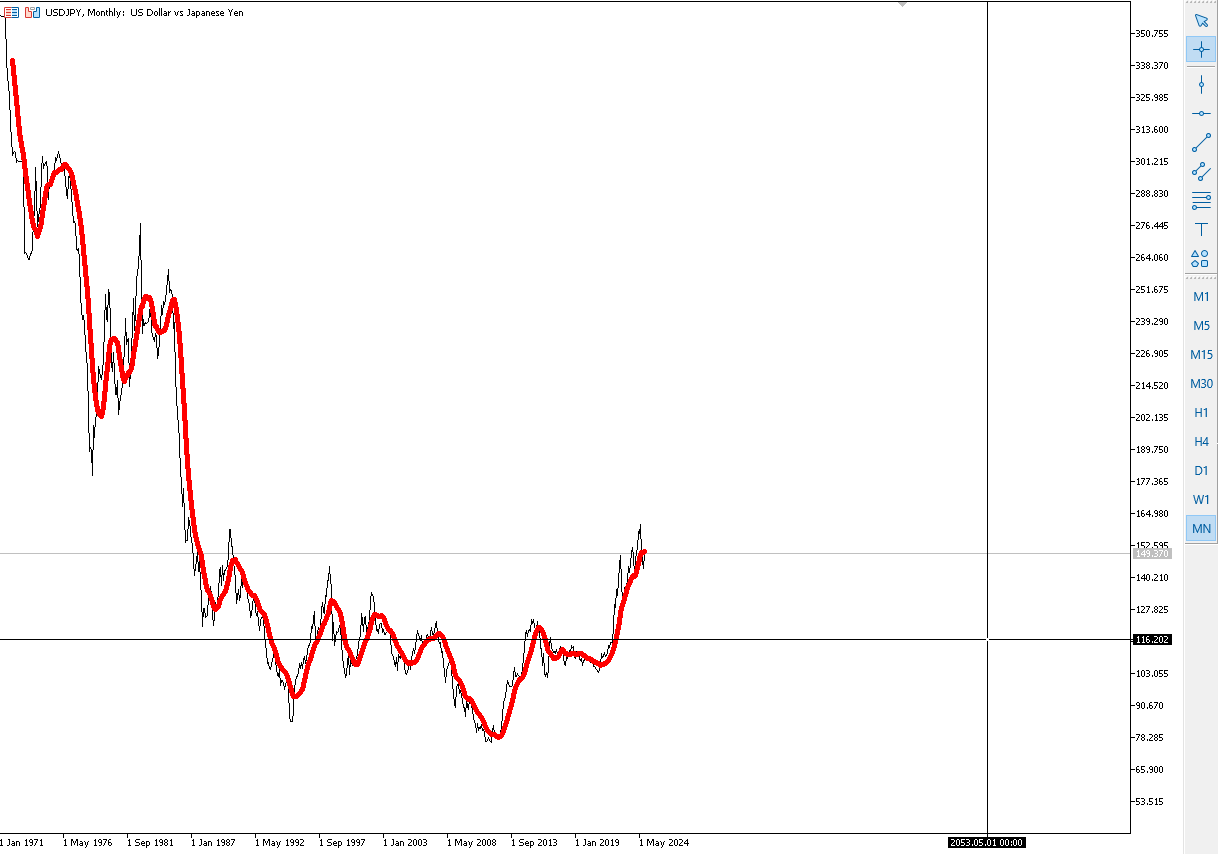 USDJPY, Monthly: US Dollar vs Japanese Yen
350.755
338.370
325.985
313.600
301.215
288.830
276.445
264.060
251.675
239.290
226.905
214.520
202.135
189.750
177.365
164.980
152.595
149.370
140.210
127.825
116.202
103.055
90.670
78.285
65.900
53.515
1 Jan 1971 1 May 1976 1 Sep 1981 1 Jan 1987 1 May 1992 1 Sep 1997 1 Jan 2003 1 May 2008 1 Sep 2013 1 Jan 2019 1 May 2024 2053.05.01 00:00
T
M1
M5
M15
M30
H1
H4
D1
W1
MN